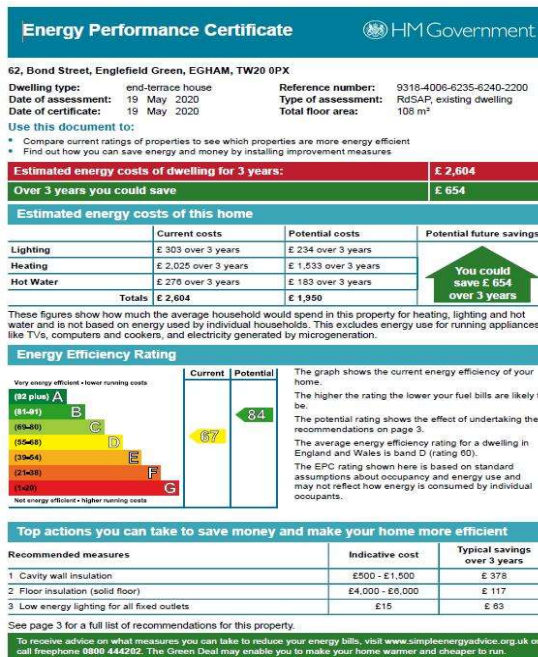 Energy Performance Certificate
HM Government
62, Bond Street, Englefield Green, EGHAM, TW20 0PX
Dwelling type: end-terrace house Reference number: 9318-4006-6235-6240-2200
Date of assessment: 19 May 2020 Type of assessment: RdSAP, existing dwelling
Date of certificate: 19 May 2020 Total floor area: 108 m²
Use this document to:
• Compare current ratings of properties to see which properties are more energy efficient
• Find out how you can save energy and money by installing improvement measures
Estimated energy costs of dwelling for 3 years: £ 2,604
Over 3 years you could save £ 654
Estimated energy costs of this home
Current costs Potential costs Potential future savings
Lighting £ 303 over 3 years £ 234 over 3 years
Heating £ 2,025 over 3 years £ 1,533 over 3 years
Hot Water £ 276 over 3 years £ 183 over 3 years
Totals £ 2,604 £ 1,950
You could
save £ 654
over 3 years
These figures show how much the average household would spend in this property for heating, lighting and hot
water and is not based on energy used by individual households. This excludes energy use for running appliances
like TVs, computers and cookers, and electricity generated by microgeneration.
Energy Efficiency Rating
Current Potential
Very energy efficient - lower running costs
(92 plus) A
(81-91) B
(69-80) C
(55-68) D
(39-54) E
(21-38) F
(1-20) G
Not energy efficient - higher running costs
67
84
The graph shows the current energy efficiency of your
home.
The higher the rating the lower your fuel bills are likely t
be.
The potential rating shows the effect of undertaking the
recommendations on page 3.
The average energy efficiency rating for a dwelling in
England and Wales is band D (rating 60).
The EPC rating shown here is based on standard
assumptions about occupancy and energy use and
may not reflect how energy is consumed by individual
occupants.
Top actions you can take to save money and make your home more efficient
Recommended measures Indicative cost Typical savings over 3 years
1 Cavity wall insulation £500 - £1,500 £ 378
2 Floor insulation (solid floor) £4,000 - £6,000 £ 117
3 Low energy lighting for all fixed outlets £15 £ 63
See page 3 for a full list of recommendations for this property.
To receive advice on what measures you can take to reduce your energy bills, visit www.simpleenergyadvice.org.uk or
call freephone 0800 444202. The Green Deal may enable you to make your home warmer and cheaper to run.